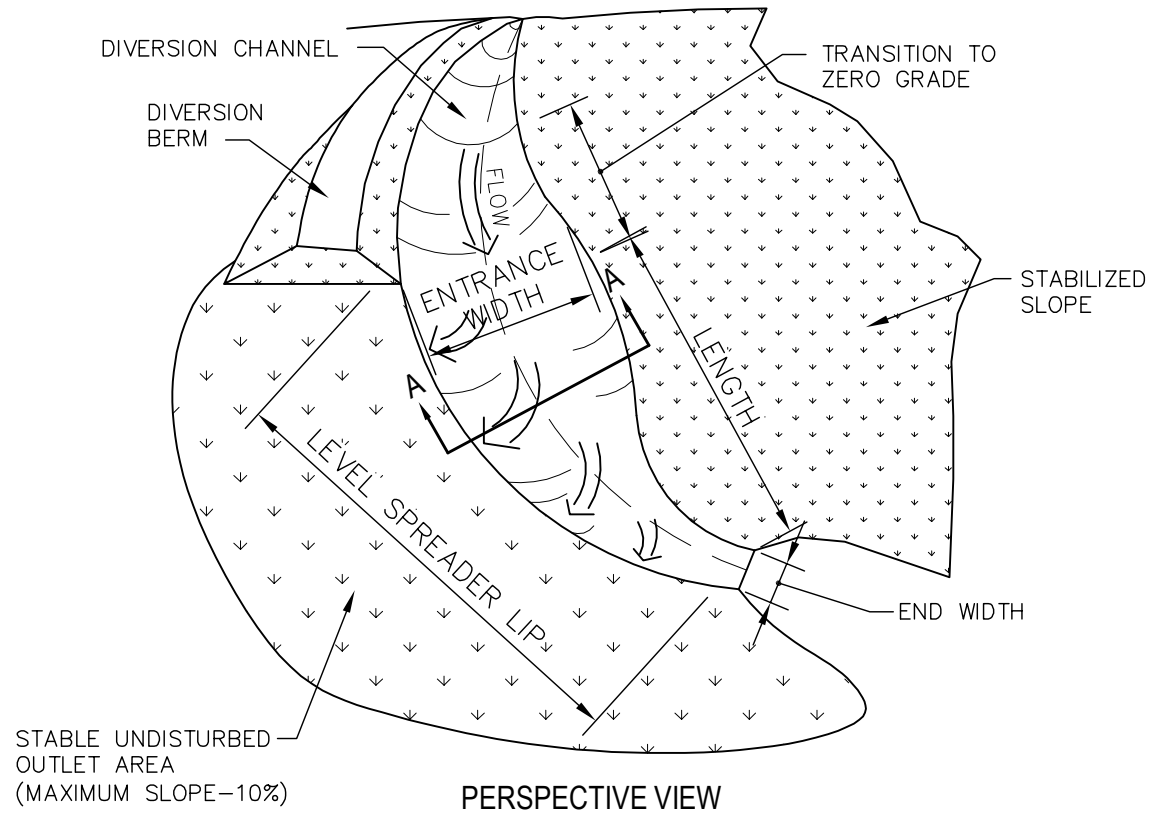 DIVERSION CHANNEL
TRANSITION TO
ZERO GRADE
DIVERSION
BERM
FLOW
ENTRANCE
WIDTH
A
STABILIZED
SLOPE
LENGTH
A
LEVEL SPREADER LIP
END WIDTH
STABLE UNDISTURBED
OUTLET AREA
(MAXIMUM SLOPE-10%)
PERSPECTIVE VIEW